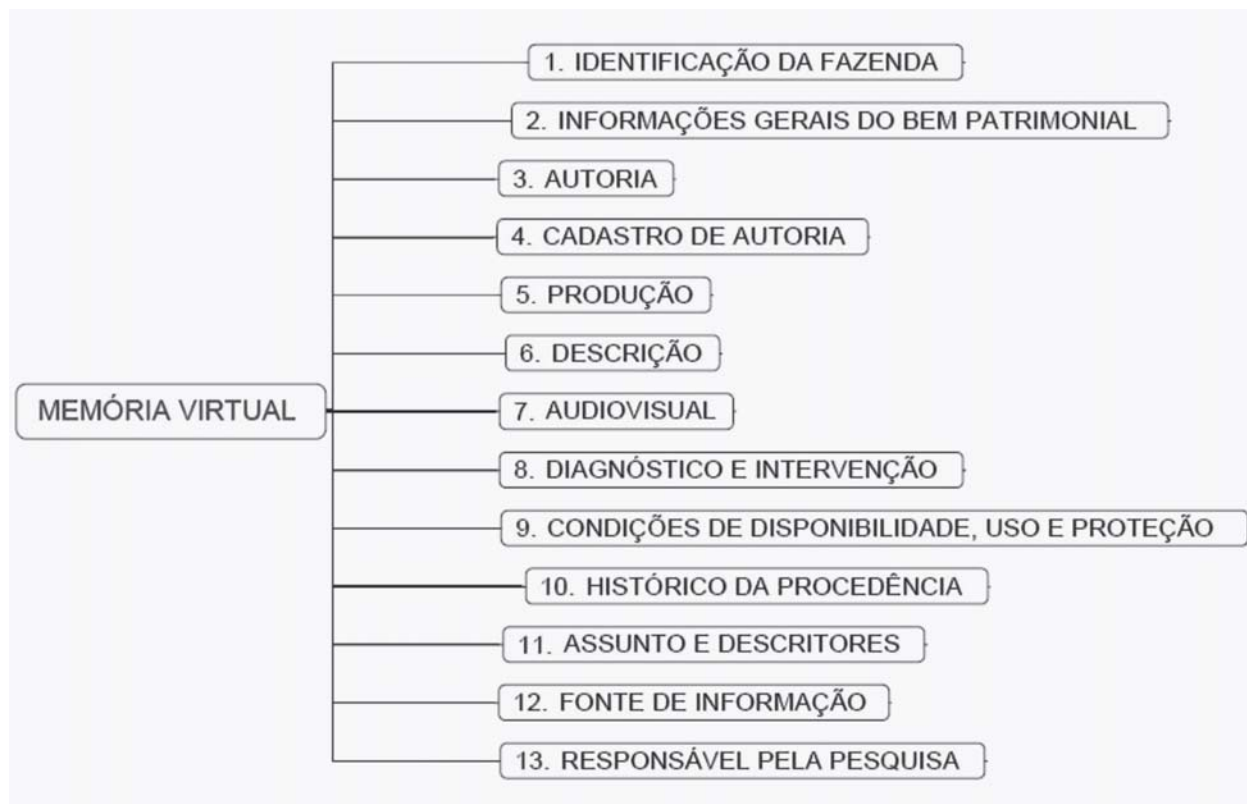 1. IDENTIFICAÇÃO DA FAZENDA
2. INFORMAÇÕES GERAIS DO BEM PATRIMONIAL
3. AUTORIA
4. CADASTRO DE AUTORIA
5. PRODUÇÃO
6. DESCRIÇÃO
MEMÓRIA VIRTUAL
7. AUDIOVISUAL
8. DIAGNÓSTICO E INTERVENÇÃO
9. CONDIÇÕES DE DISPONIBILIDADE, USO E PROTEÇÃO
10. HISTÓRICO DA PROCEDÊNCIA
11. ASSUNTO E DESCRITORES
12. FONTE DE INFORMAÇÃO
13. RESPONSÁVEL PELA PESQUISA